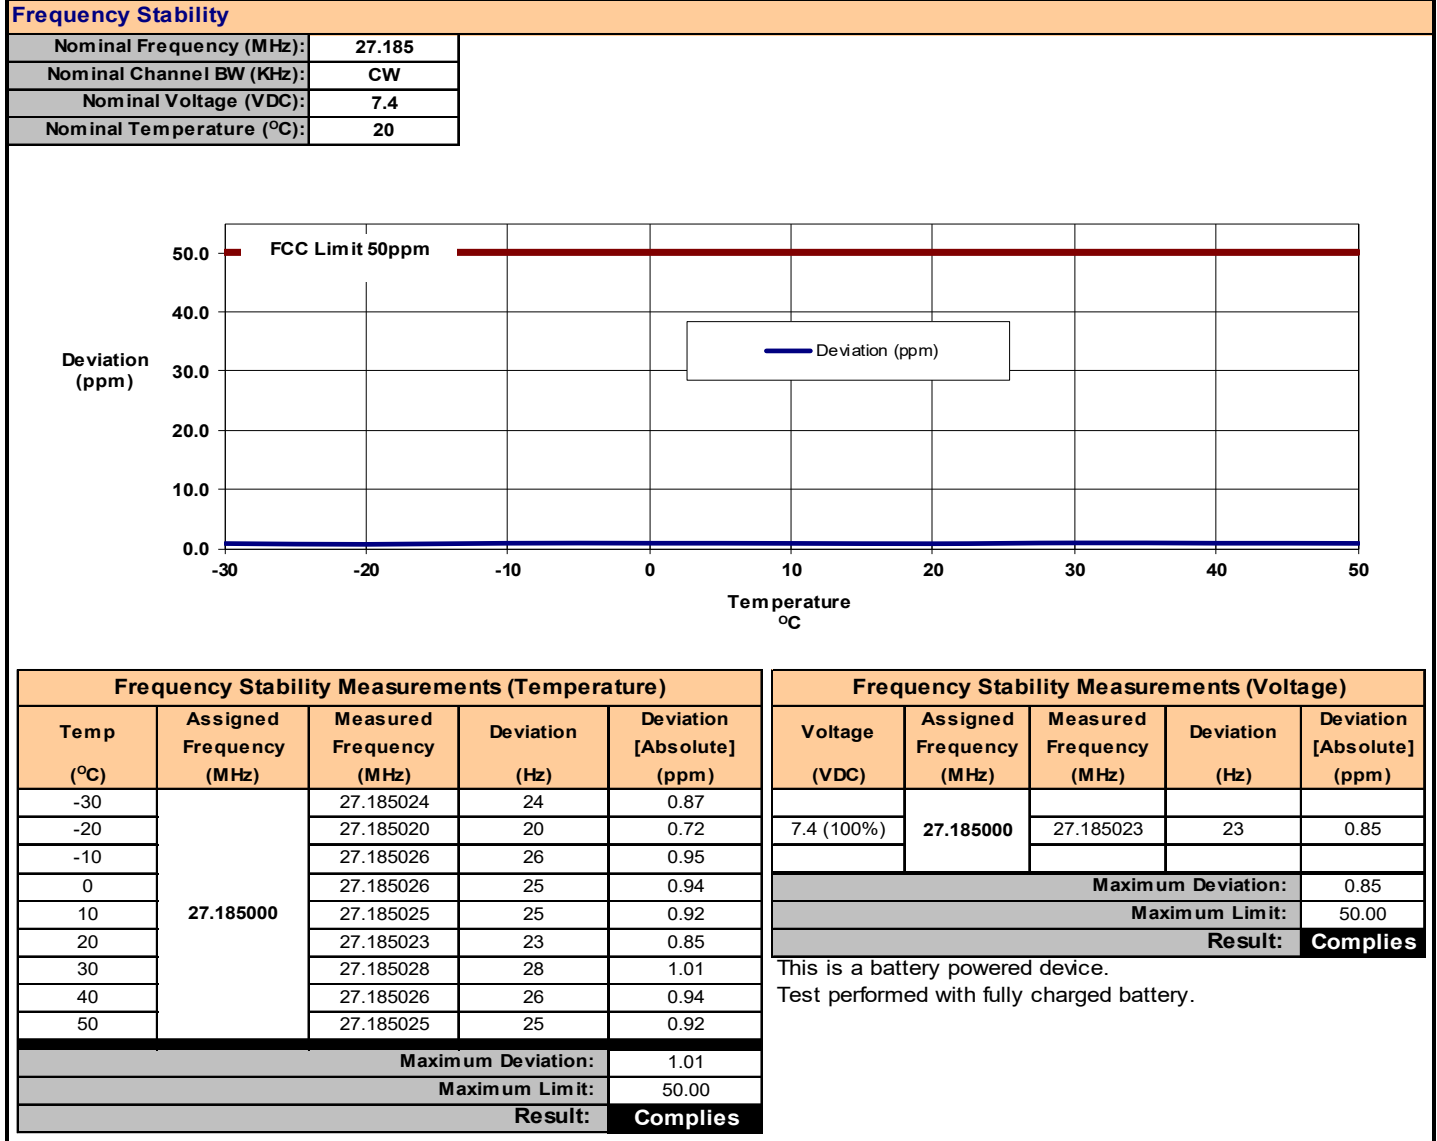 Frequency Stability
Nominal Frequency (MHz): 27.185
Nominal Channel BW (KHz): CW
Nominal Voltage (VDC): 7.4
Nominal Temperature (ºC): 20
FCC Limit 50ppm
50.0
40.0
30.0
20.0
10.0
0.0
Deviation
(ppm)
Deviation (ppm)
-30 -20 -10 0 10 20 30 40 50
Temperature
ºC
Frequency Stability Measurements (Temperature)
Temp Assigned Measured Deviation Deviation
Frequency Frequency [Absolute]
(ºC) (MHz) (MHz) (Hz) (ppm)
-30 27.185024 24 0.87
-20 27.185020 20 0.72
-10 27.185026 26 0.95
0 27.185026 25 0.94
10 27.185000 27.185025 25 0.92
20 27.185023 23 0.85
30 27.185028 28 1.01
40 27.185026 26 0.94
50 27.185025 25 0.92
Maximum Deviation: 1.01
Maximum Limit: 50.00
Result: Complies
Frequency Stability Measurements (Voltage)
Voltage Assigned Measured Deviation Deviation
Frequency Frequency [Absolute]
(VDC) (MHz) (MHz) (Hz) (ppm)
7.4 (100%) 27.185000 27.185023 23 0.85
Maximum Deviation: 0.85
Maximum Limit: 50.00
Result: Complies
This is a battery powered device.
Test performed with fully charged battery.